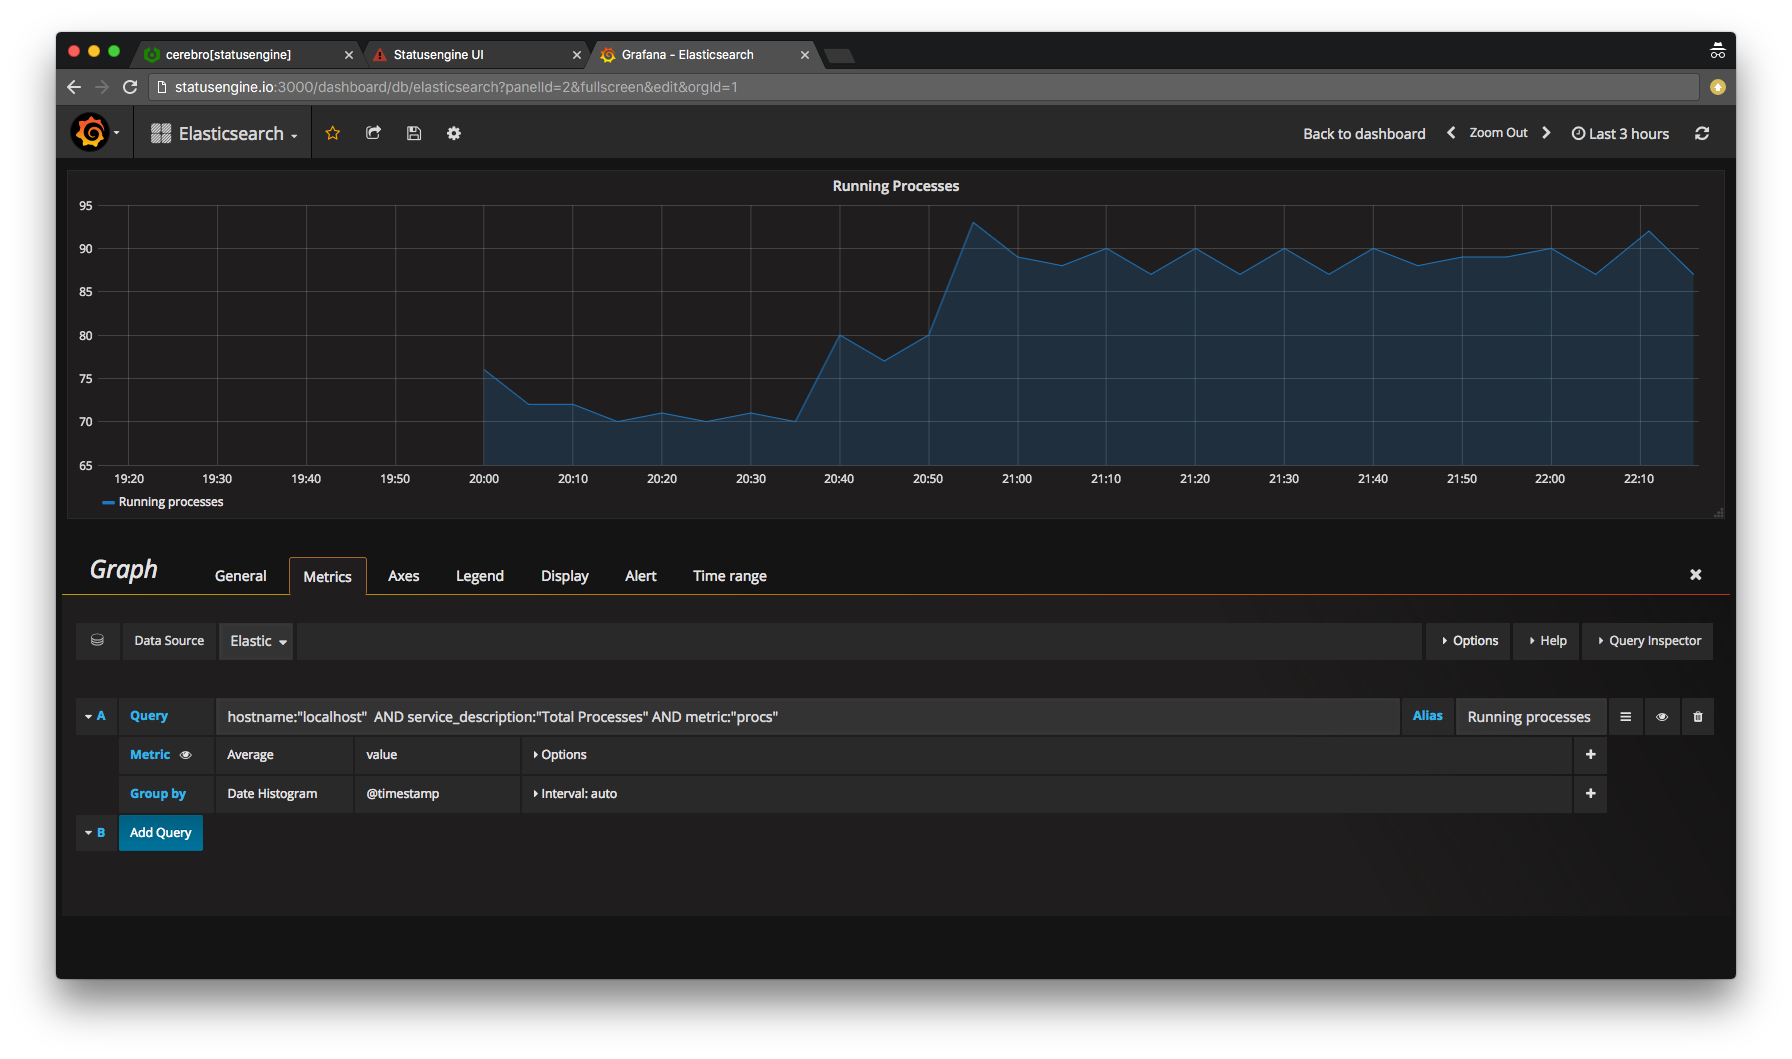 cerebro[statusengine]
Statusengine UI
Grafana - Elasticsearch
statusengine.io:3000/dashboard/db/elasticsearch?panelId=2&fullscreen&edit&orgId=1
Elasticsearch
Back to dashboard
Zoom Out
Last 3 hours
Running Processes
95
90
85
80
75
70
65
19:20 19:30 19:40 19:50 20:00 20:10 20:20 20:30 20:40 20:50 21:00 21:10 21:20 21:30 21:40 21:50 22:00 22:10
Running processes
Graph
General
Metrics
Axes
Legend
Display
Alert
Time range
Data Source
Elastic
Options
Help
Query Inspector
A
Query
hostname:"localhost"  AND service_description:"Total Processes" AND metric:"procs"
Alias
Running processes
Metric
Average
value
Options
Group by
Date Histogram
@timestamp
Interval: auto
B
Add Query